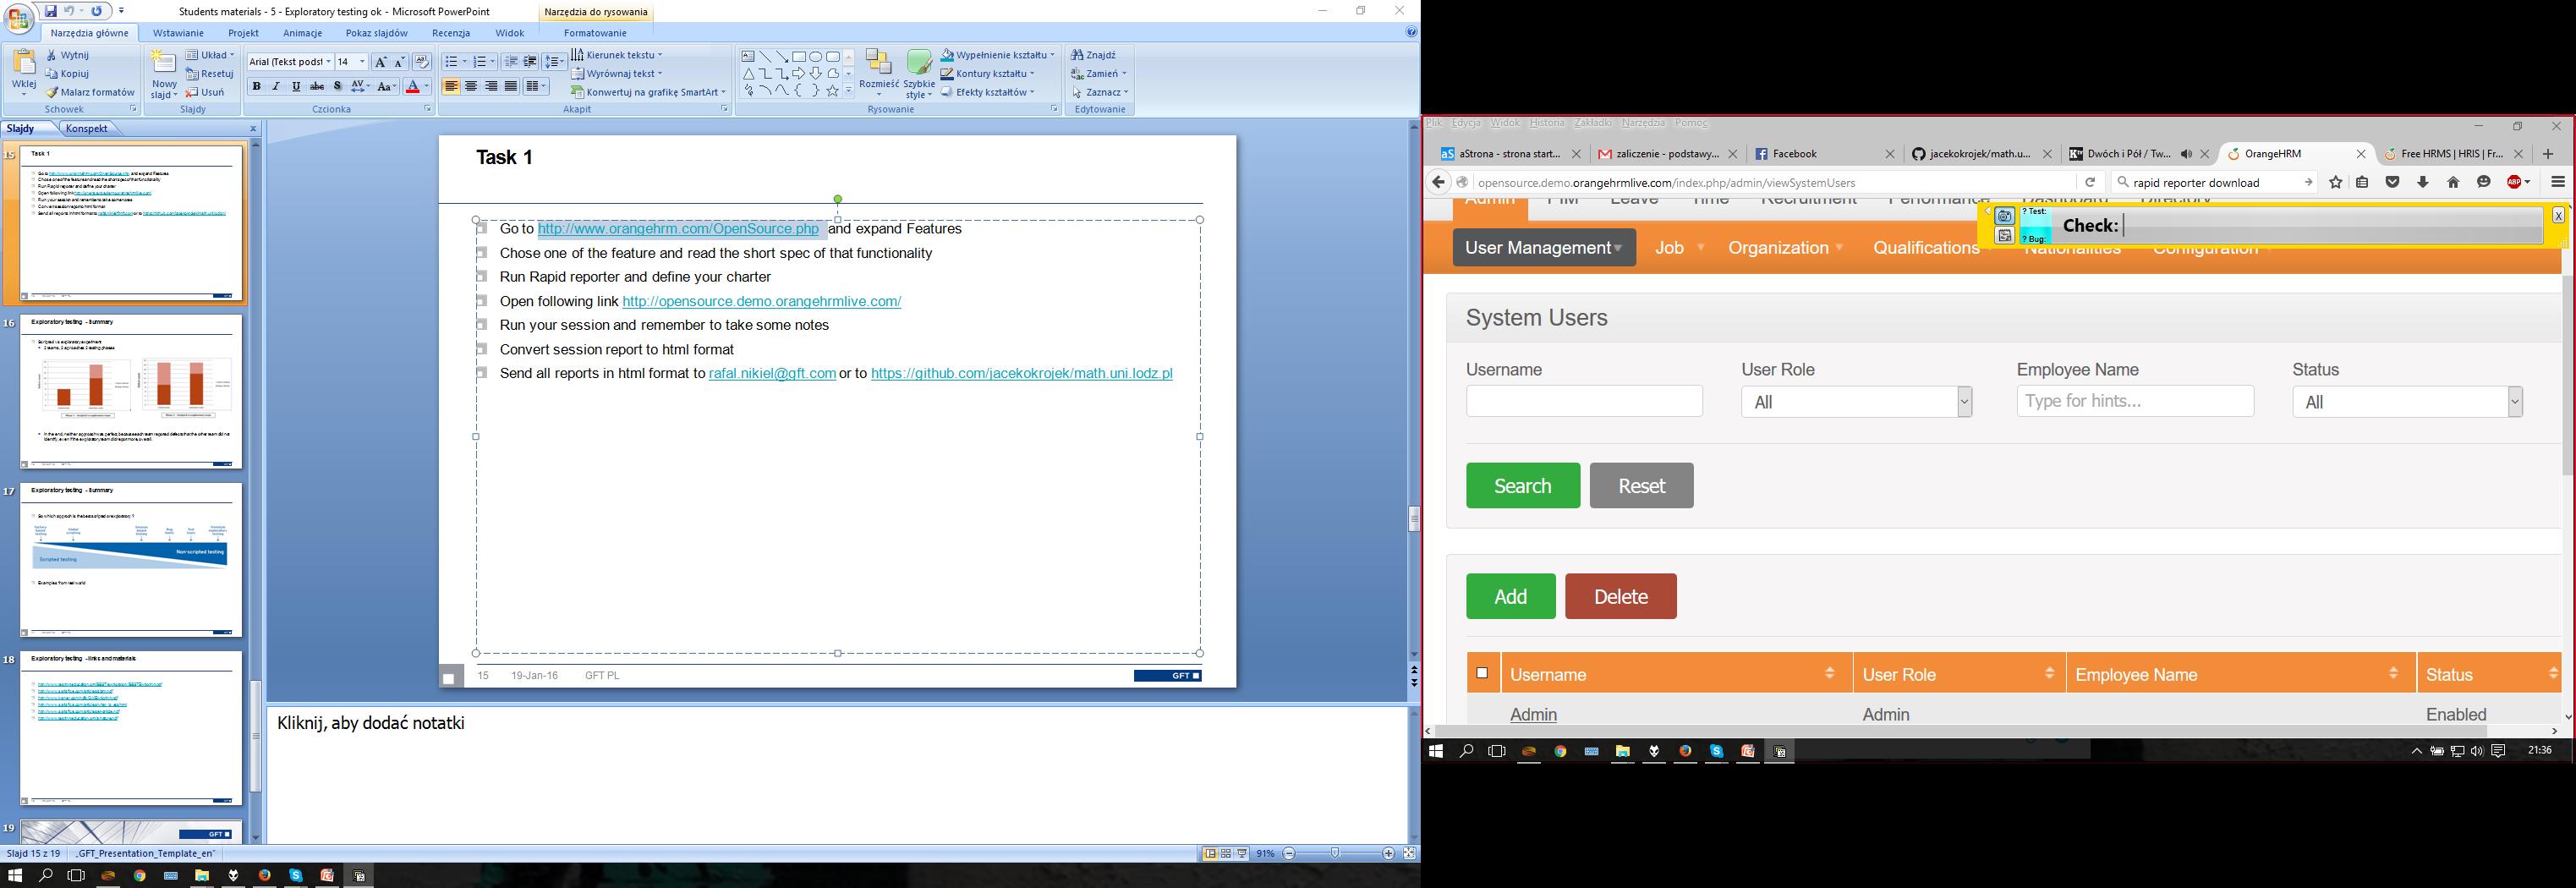 Students materials - 5 - Exploratory testing ok - Microsoft PowerPoint
Narzędzia do rysowania
Narzędzia główne
Wstawianie
Projekt
Animacje
Pokaz slajdów
Recenzja
Widok
Formatowanie
Wklej
Wytnij
Kopiuj
Malarz formatów
Schowek
Nowy slajd
Układ
Resetuj
Usuń
Slajdy
Arial (Tekst podst
14
Czcionka
Kierunek tekstu
Wyrównaj tekst
Konwertuj na grafikę SmartArt
Akapit
Rozmieść
Szybkie style
Wypełnienie kształtu
Kontury kształtu
Efekty kształtów
Rysowanie
Znajdź
Zamień
Zaznacz
Edytowanie
Slajdy
Konspekt
15
Task 1
16
Exploratory testing - Summary
17
Exploratory testing - Summary
Scripted testing
Non-scripted testing
Examples from real world
18
Exploratory testing - links and materials
19
GFT
Task 1
Go to http://www.orangehrm.com/OpenSource.php and expand Features
Chose one of the feature and read the short spec of that functionality
Run Rapid reporter and define your charter
Open following link http://opensource.demo.orangehrmlive.com/
Run your session and remember to take some notes
Convert session report to html format
Send all reports in html format to rafal.nikiel@gft.com or to https://github.com/jacekokrojek/math.uni.lodz.pl
15 19-Jan-16 GFT PL
GFT
Kliknij, aby dodać notatki
Slajd 15 z 19
„GFT_Presentation_Template_en”
91%
Plik Edycja Widok Historia Zakładki Narzędzia Pomoc
aStrona - strona start...
zaliczenie - podstawy...
Facebook
jacekokrojek/math.u...
Dwóch i Pół / Tw...
OrangeHRM
Free HRMS | HRIS | Fr...
opensource.demo.orangehrmlive.com/index.php/admin/viewSystemUsers
rapid reporter download
ABP
Admin PIM Leave Time Recruitment Performance Dashboard Directory
? Test:
? Bug:
Check:
X
User Management
Job
Organization
Qualifications
Nationalities
Configuration
System Users
Username
User Role
Employee Name
Status
All
Type for hints...
All
Search
Reset
Add
Delete
Username
User Role
Employee Name
Status
Admin
Admin
Enabled
21:36